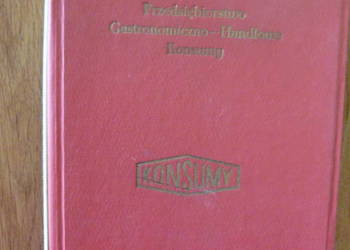 Przedsiębiorstwo
Gastronomiczno-Handlowe
Konsumy
KONSUMY